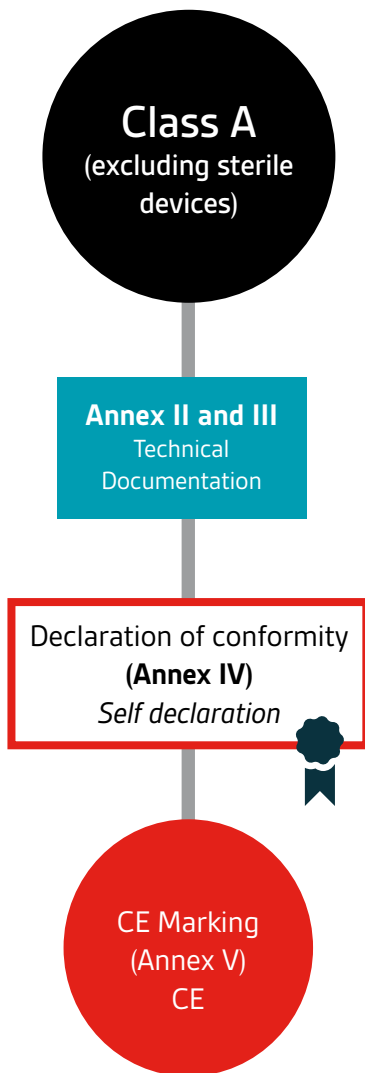 Class A
(excluding sterile
devices)
Annex II and III
Technical
Documentation
Declaration of conformity
(Annex IV)
Self declaration
CE Marking
(Annex V)
CE